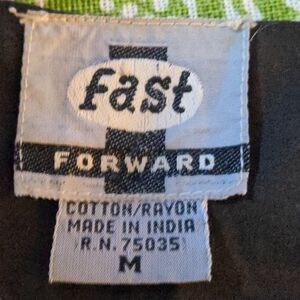 fast
FORWARD
COTTON/RAYON
MADE IN INDIA
R.N. 75035
M